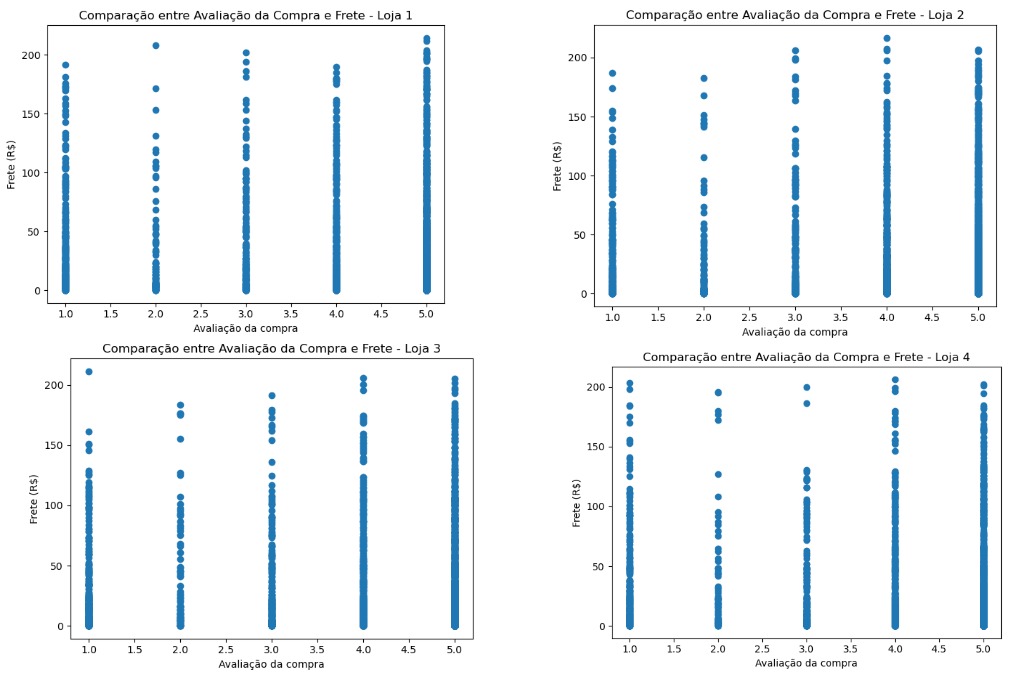 Comparação entre Avaliação da Compra e Frete - Loja 1
200
150
100
50
0
Frete (R$)
1.0 1.5 2.0 2.5 3.0 3.5 4.0 4.5 5.0
Avaliação da compra
Comparação entre Avaliação da Compra e Frete - Loja 2
200
150
100
50
0
Frete (R$)
1.0 1.5 2.0 2.5 3.0 3.5 4.0 4.5 5.0
Avaliação da compra
Comparação entre Avaliação da Compra e Frete - Loja 3
200
150
100
50
0
Frete (R$)
1.0 1.5 2.0 2.5 3.0 3.5 4.0 4.5 5.0
Avaliação da compra
Comparação entre Avaliação da Compra e Frete - Loja 4
200
150
100
50
0
Frete (R$)
1.0 1.5 2.0 2.5 3.0 3.5 4.0 4.5 5.0
Avaliação da compra